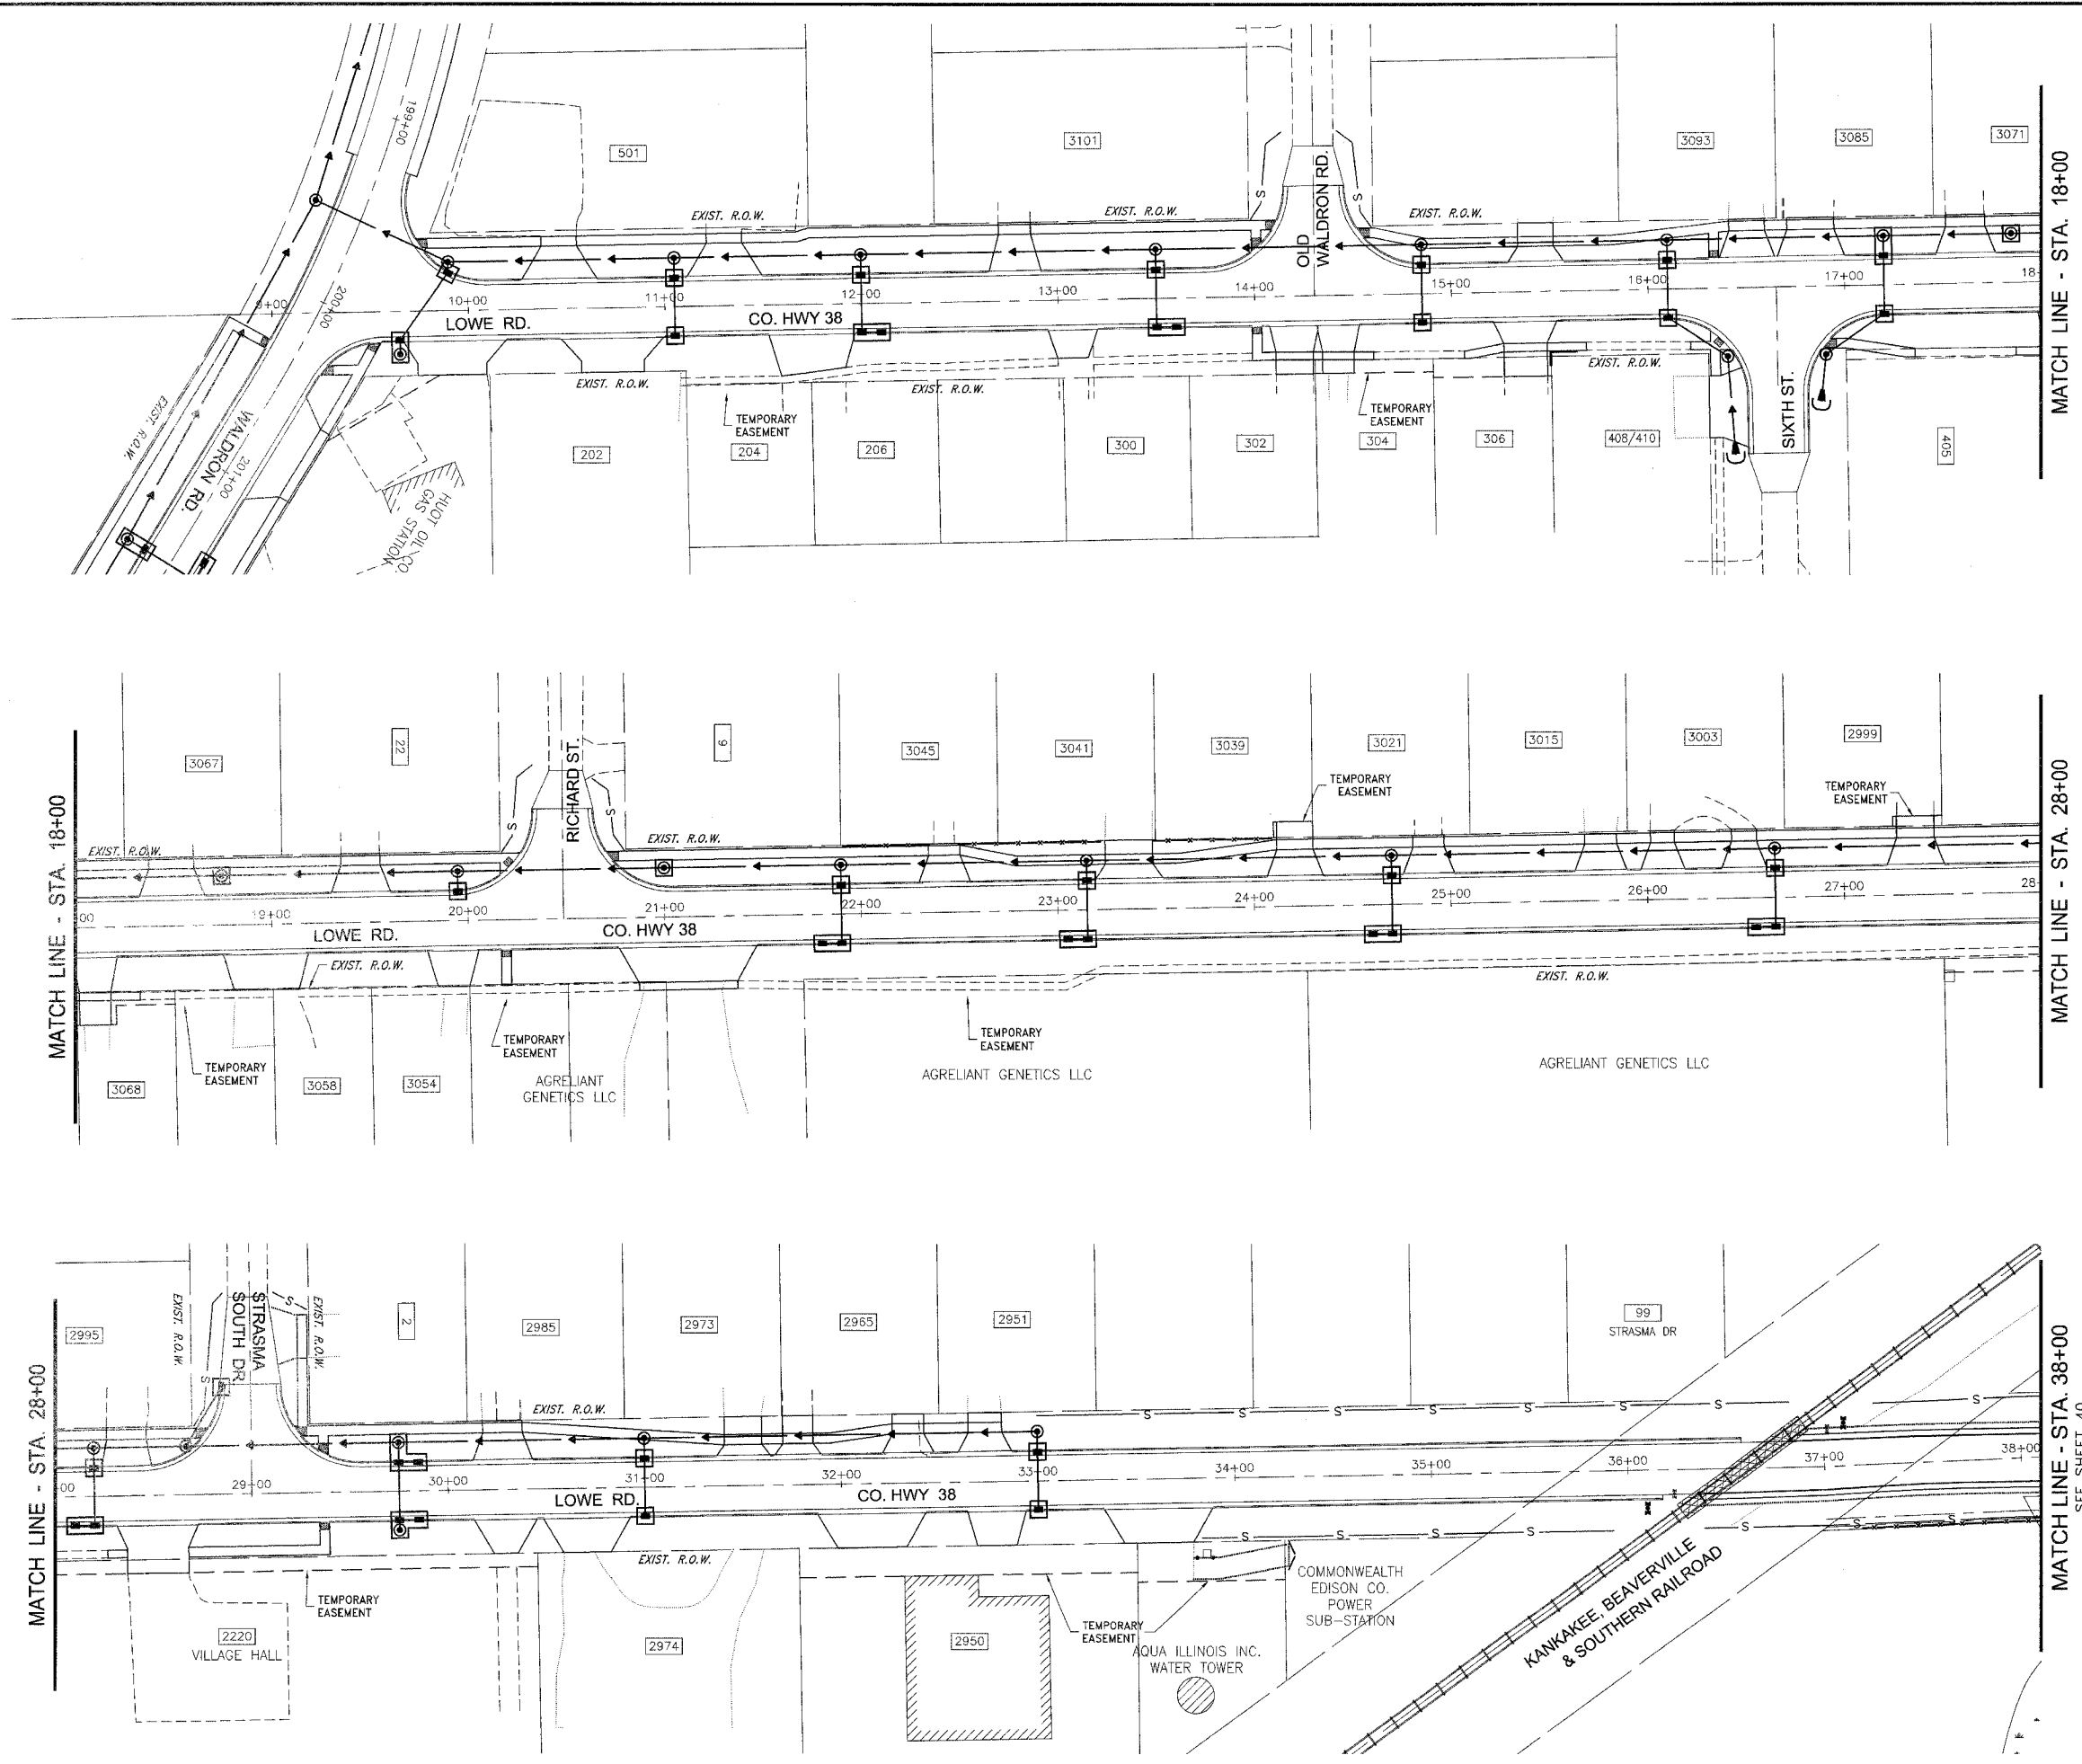 199+00
501
3101
3093
3085
3071
MATCH LINE - STA. 18+00
EXIST. R.O.W.
EXIST. R.O.W.
EXIST. R.O.W.
S
S
OLD
WALDRON RD.
9+00
10+00
11+00
12+00
13+00
14+00
15+00
16+00
17+00
18
200+00
LOWE RD.
CO. HWY 38
EXIST. R.O.W.
EXIST. R.O.W.
EXIST. R.O.W.
EXIST. R.O.W.
WALDRON RD.
201+00
TEMPORARY
EASEMENT
TEMPORARY
EASEMENT
SIXTH ST.
202
204
206
300
302
304
306
408/410
405
HUOT OIL CO.
GAS STATION
MATCH LINE - STA. 18+00
3067
22
RICHARD ST.
9
3045
3041
3039
3021
3015
3003
2999
TEMPORARY
EASEMENT
TEMPORARY
EASEMENT
MATCH LINE - STA. 28+00
S
S
EXIST. R.O.W.
EXIST. R.O.W.
00
19+00
20+00
21+00
22+00
23+00
24+00
25+00
26+00
27+00
28
LOWE RD.
CO. HWY 38
EXIST. R.O.W.
EXIST. R.O.W.
TEMPORARY
EASEMENT
TEMPORARY
EASEMENT
TEMPORARY
EASEMENT
3068
3058
3054
AGRELIANT
GENETICS LLC
AGRELIANT GENETICS LLC
AGRELIANT GENETICS LLC
MATCH LINE - STA. 28+00
2995
EXIST. R.O.W.
STRASMA
SOUTH DR
S
S
EXIST. R.O.W.
2
2985
2973
2965
2951
99
STRASMA DR
MATCH LINE - STA. 38+00
SEE SHEET 40
EXIST. R.O.W.
S
S
S
S
S
S
S
S
S
00
29+00
30+00
31+00
32+00
33+00
34+00
35+00
36+00
37+00
38+00
LOWE RD.
CO. HWY 38
S
S
S
S
S
S
S
EXIST. R.O.W.
TEMPORARY
EASEMENT
TEMPORARY
EASEMENT
2220
VILLAGE HALL
2974
2950
AQUA ILLINOIS INC.
WATER TOWER
COMMONWEALTH
EDISON CO.
POWER
SUB-STATION
KANKAKEE, BEAVERVILLE
& SOUTHERN RAILROAD